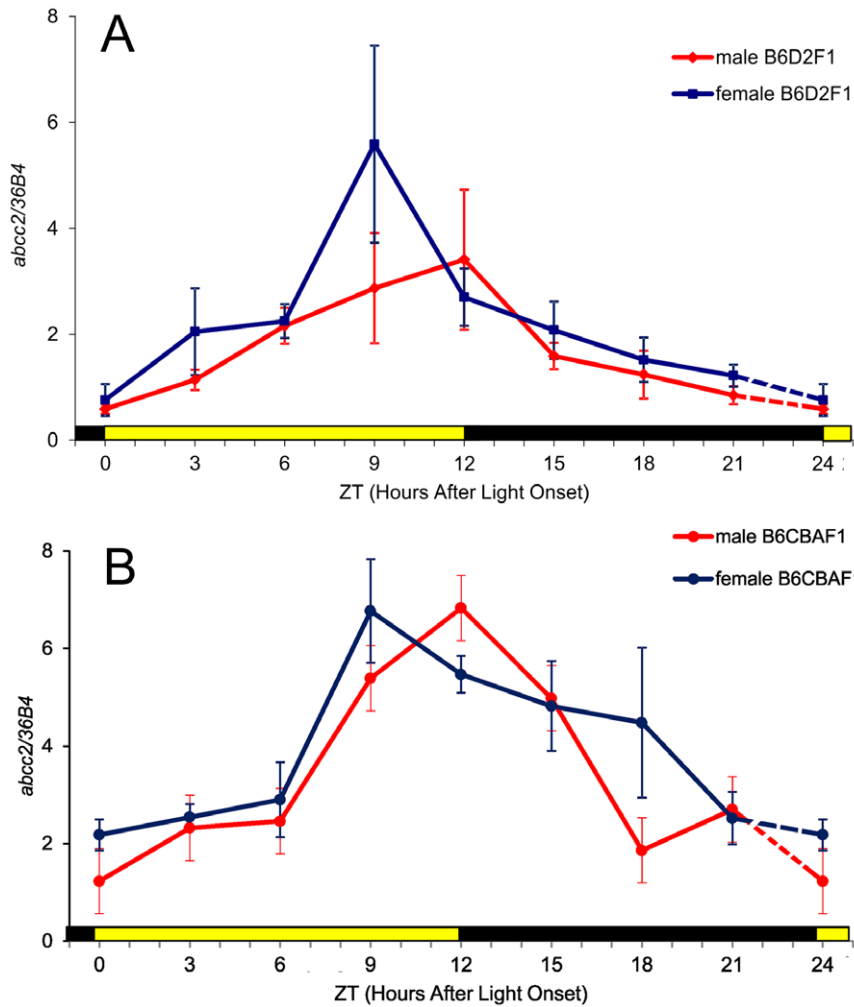 A
8
male B6D2F1
female B6D2F1
6
abcc2/36B4
4
2
0
0 3 6 9 12 15 18 21 24
ZT (Hours After Light Onset)
B
male B6CBAF1
female B6CBAF
8
6
abcc2/36B4
4
2
0
0 3 6 9 12 15 18 21 24
ZT (Hours After Light Onset)